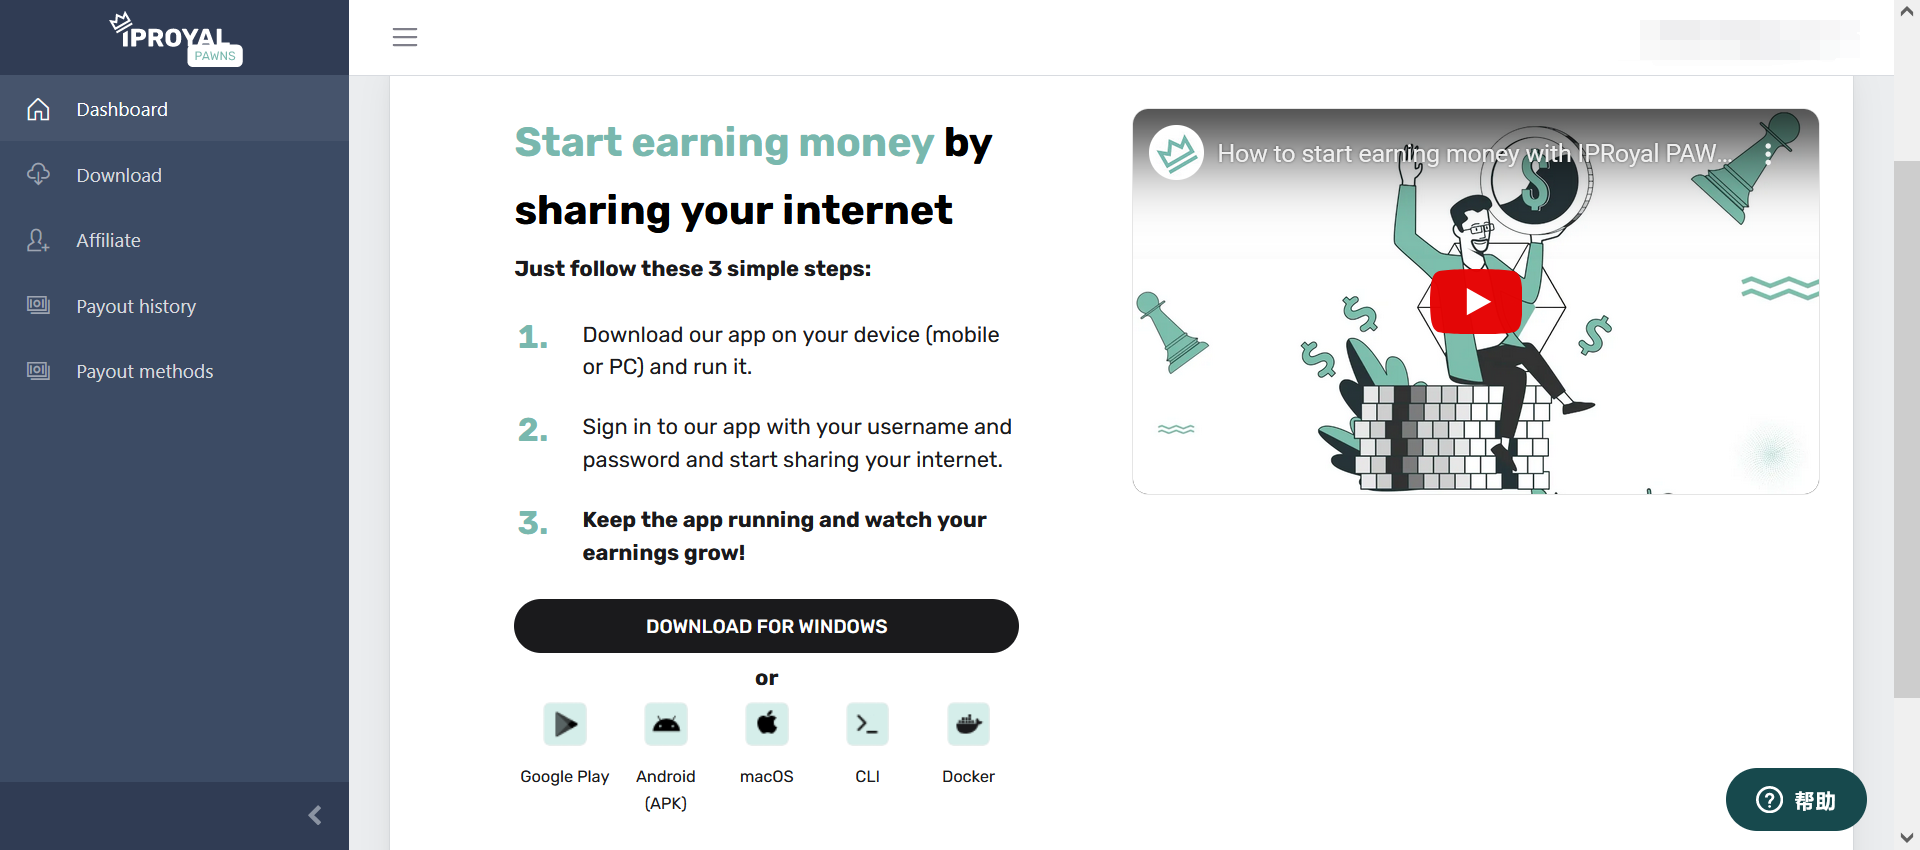 IPROYAL
PAWNS
Dashboard
Download
Affiliate
Payout history
Payout methods
Start earning money by
sharing your internet
Just follow these 3 simple steps:
1. Download our app on your device (mobile
or PC) and run it.
2. Sign in to our app with your username and
password and start sharing your internet.
3. Keep the app running and watch your
earnings grow!
DOWNLOAD FOR WINDOWS
or
Google Play
Android
(APK)
macOS
CLI
Docker
How to start earning money with IPRoyal PAW...
帮助